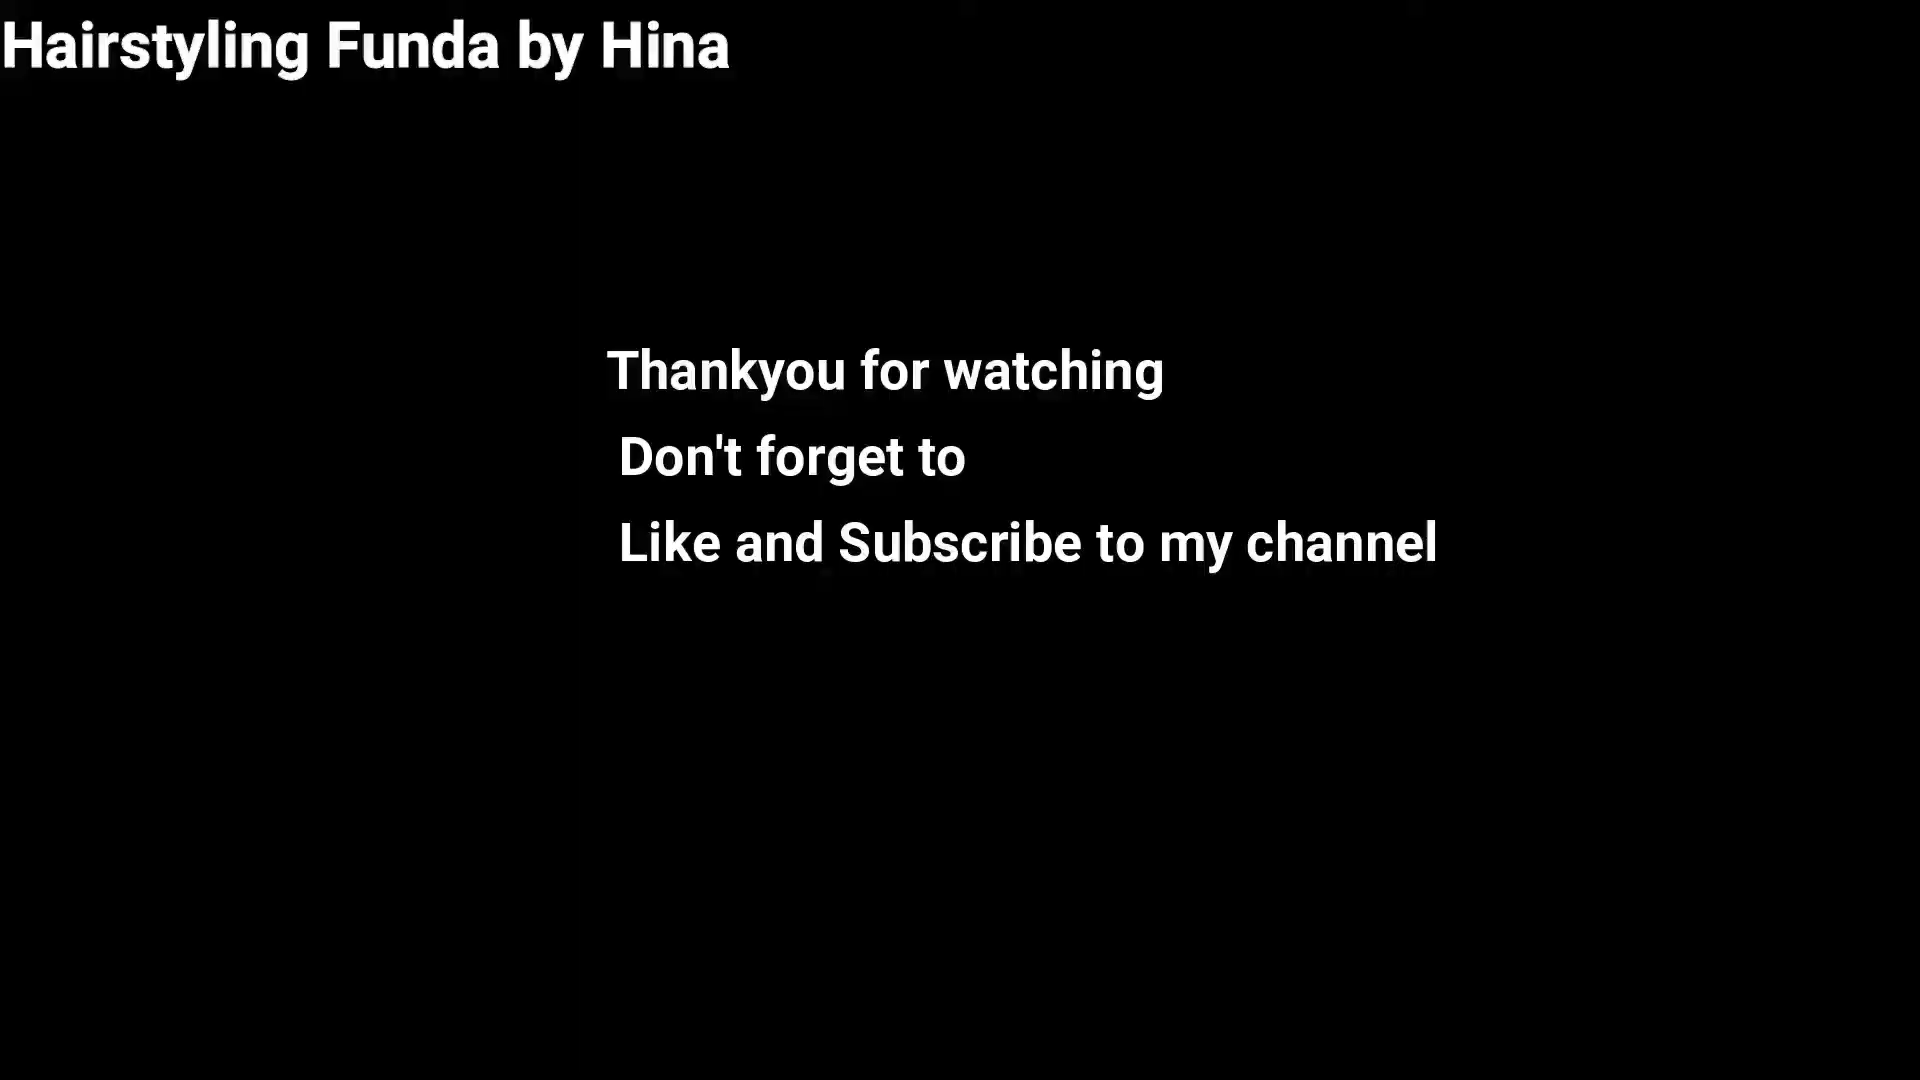 Hairstyling Funda by Hina
Thankyou for watching
Don't forget to
Like and Subscribe to my channel